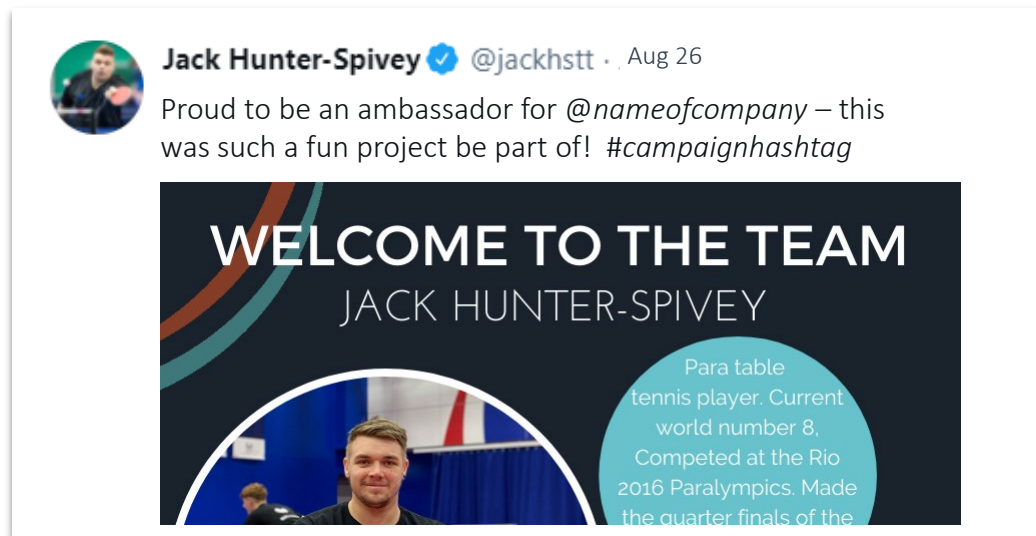 Jack Hunter-Spivey @jackhstt · Aug 26
Proud to be an ambassador for @nameofcompany – this
was such a fun project be part of! #campaignhashtag
WELCOME TO THE TEAM
JACK HUNTER-SPIVEY
Para table
tennis player. Current
world number 8,
Competed at the Rio
2016 Paralympics. Made
the quarter finals of the